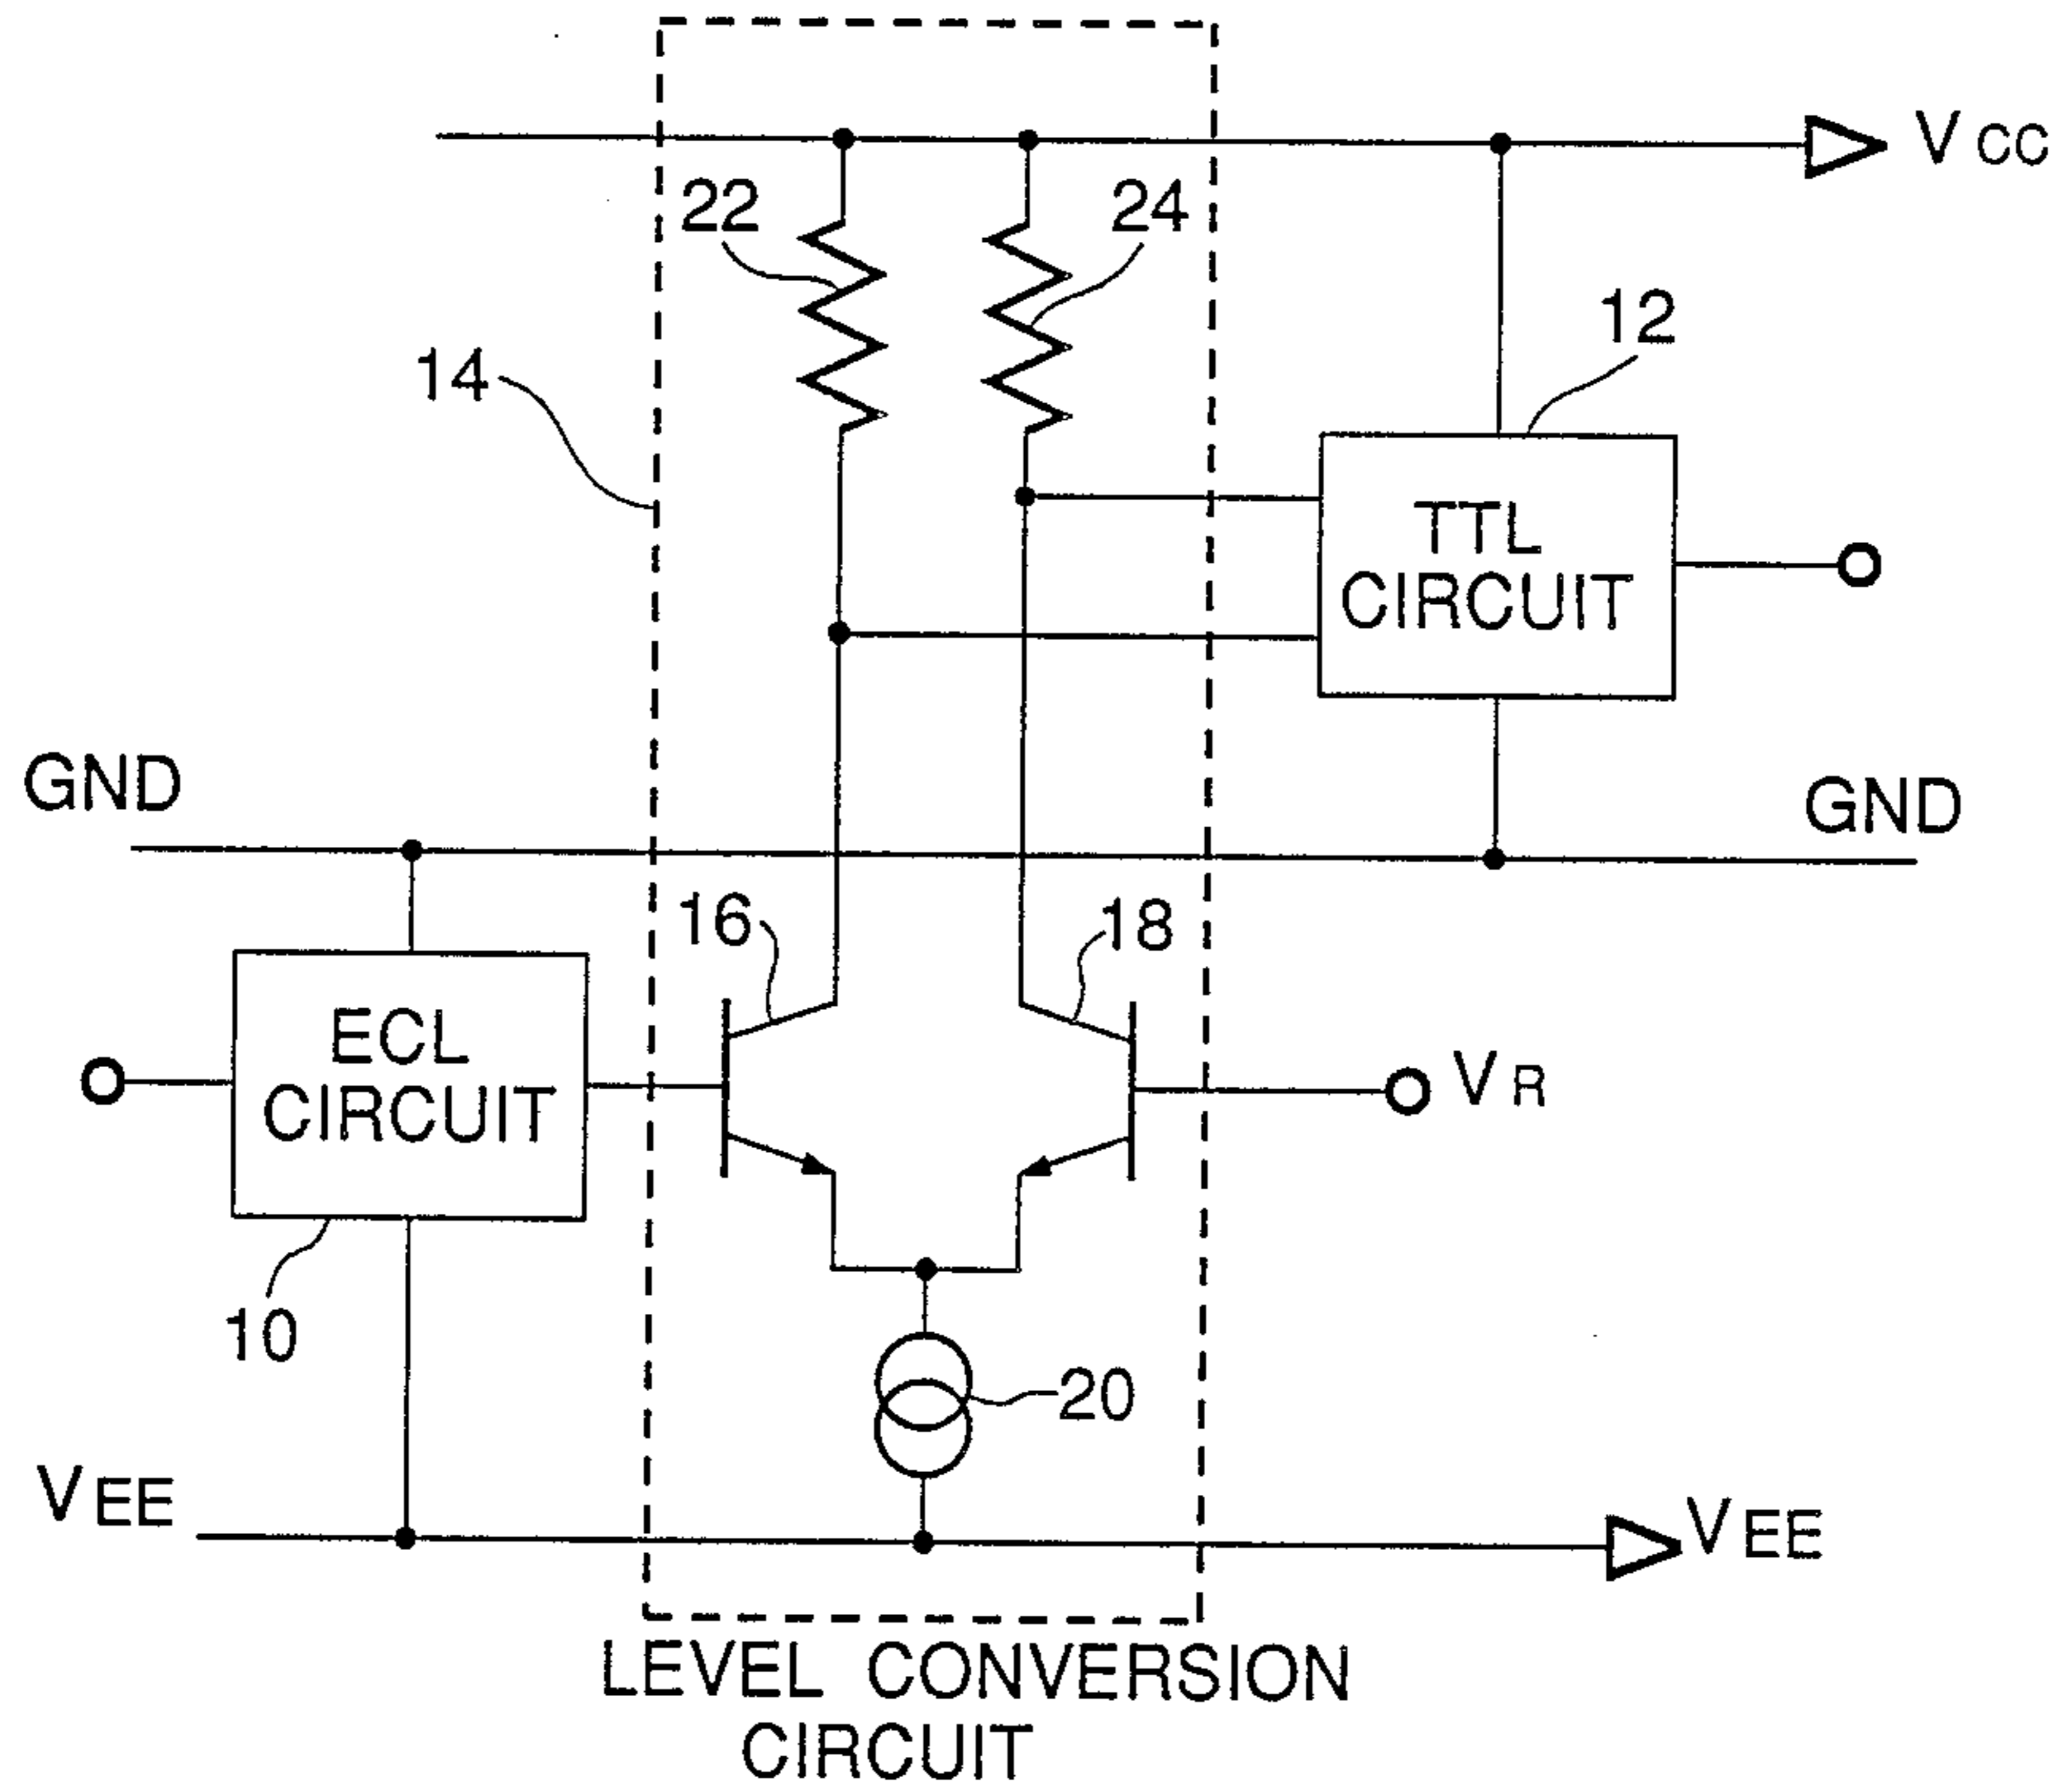 VCC
22
24
12
14
TTL
CIRCUIT
GND
GND
16
18
ECL
CIRCUIT
VR
10
20
VEE
VEE
LEVEL CONVERSION
CIRCUIT